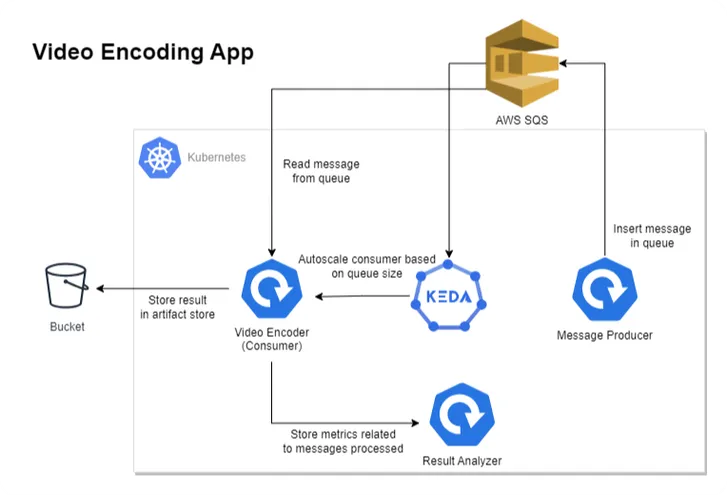 Video Encoding App
AWS SQS
Kubernetes
Read message
from queue
Insert message
in queue
Autoscale consumer based
on queue size
KEDA
Store result
in artifact store
Bucket
Video Encoder
(Consumer)
Message Producer
Store metrics related
to messages processed
Result Analyzer